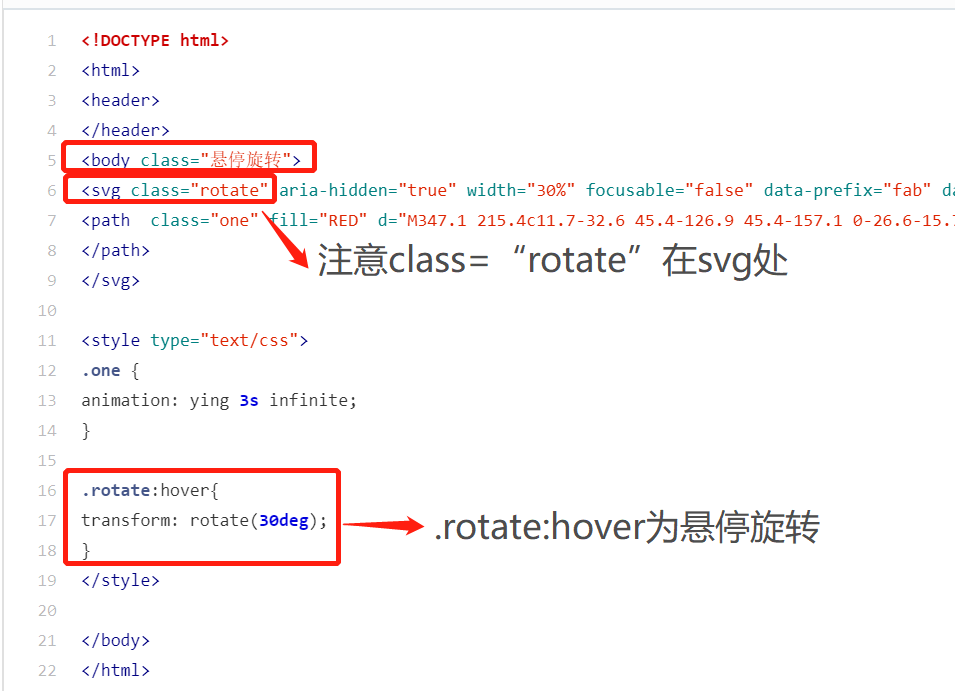 1 <!DOCTYPE html>
2 <html>
3 <header>
4 </header>
5 <body class="悬停旋转">
6 <svg class="rotate" aria-hidden="true" width="30%" focusable="false" data-prefix="fab" da
7 <path  class="one" fill="RED" d="M347.1 215.4c11.7-32.6 45.4-126.9 45.4-157.1 0-26.6-15.7
8 </path>
注意class=“rotate”在svg处
9 </svg>
10
11 <style type="text/css">
12 .one {
13 animation: ying 3s infinite;
14 }
15
16 .rotate:hover{
17 transform: rotate(30deg);
.rotate:hover为悬停旋转
18 }
19 </style>
20
21 </body>
22 </html>